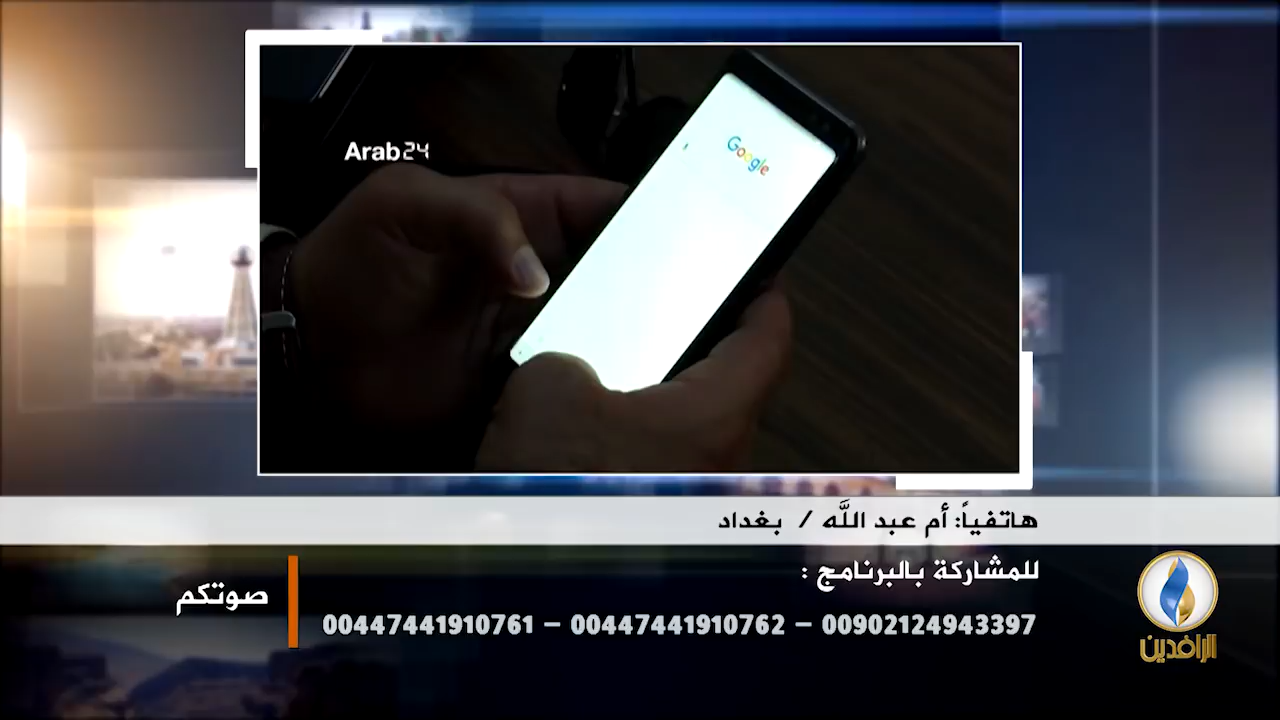 Arab24
Google
هاتفياً: أم عبد اللَّه / بغداد
للمشاركة بالبرنامج :
صوتكم
00447441910761 – 00447441910762 – 00902124943397
الرافدين